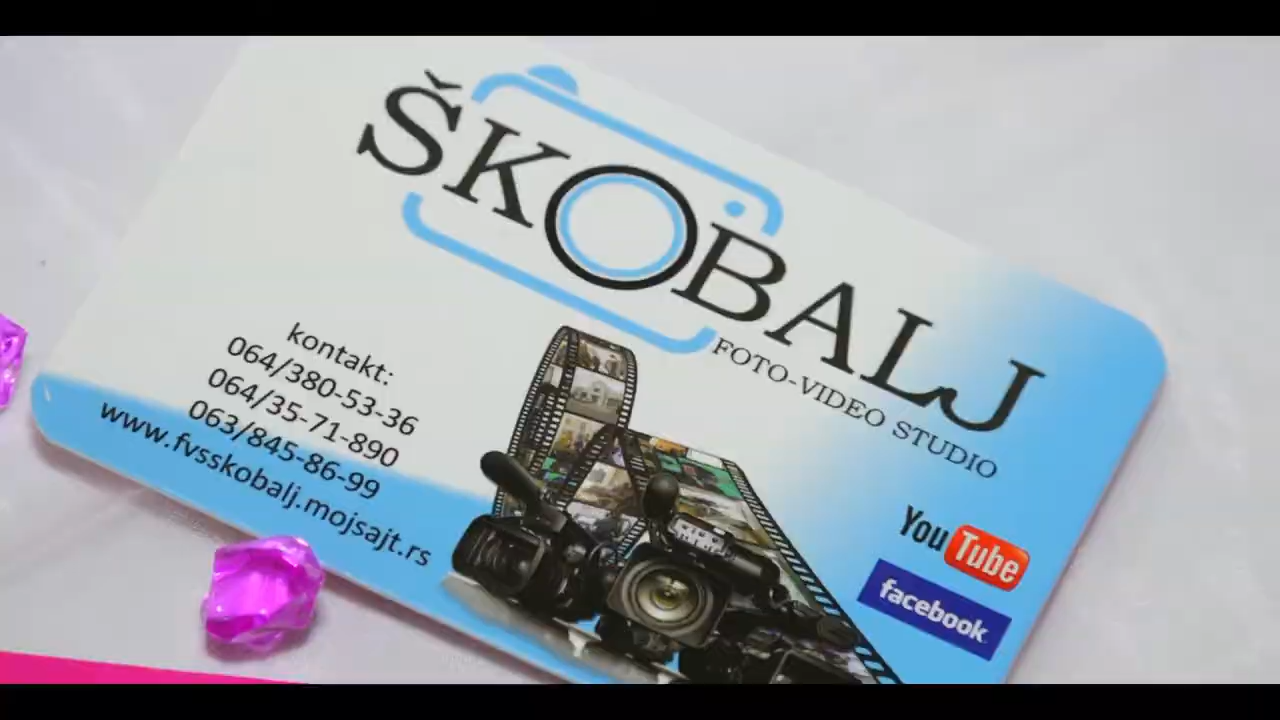 ŠKOBALJ
FOTO-VIDEO STUDIO
kontakt:
064/380-53-36
064/35-71-890
063/845-86-99
www.fvsskobalj.mojsajt.rs
YouTube
facebook